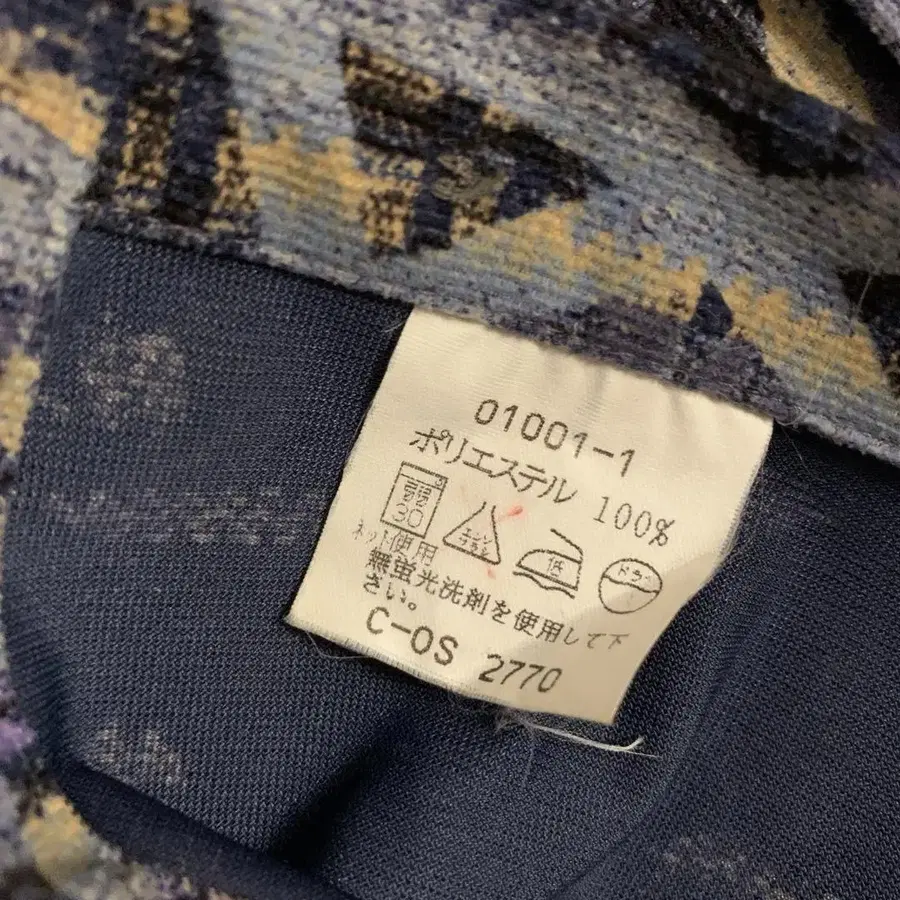 01001-1
ポリエステル 100%
30 低 ドライ
ネット使用
無蛍光洗剤を使用して下
さい。
C-OS 2770